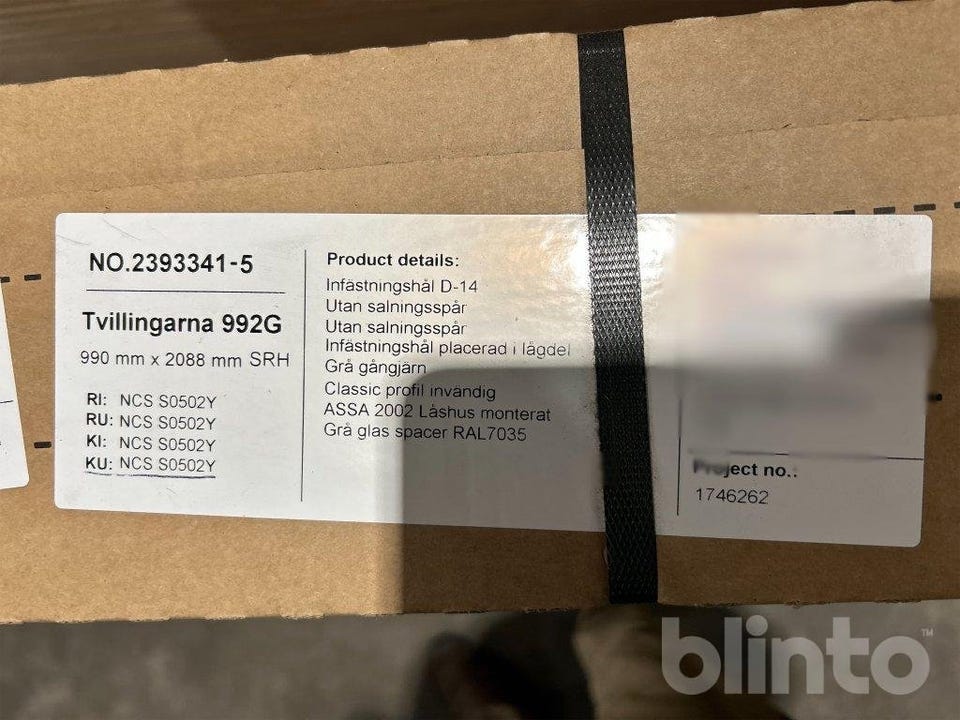 NO.2393341-5
Tvillingarna 992G
990 mm x 2088 mm SRH
RI: NCS S0502Y
RU: NCS S0502Y
KI: NCS S0502Y
KU: NCS S0502Y
Product details:
Infästningshål D-14
Utan salningsspår
Utan salningsspår
Infästningshål placerad i lågdel
Grå gångjärn
Classic profil invändig
ASSA 2002 Låshus monterat
Grå glas spacer RAL7035
Project no.:
1746262
blinto™